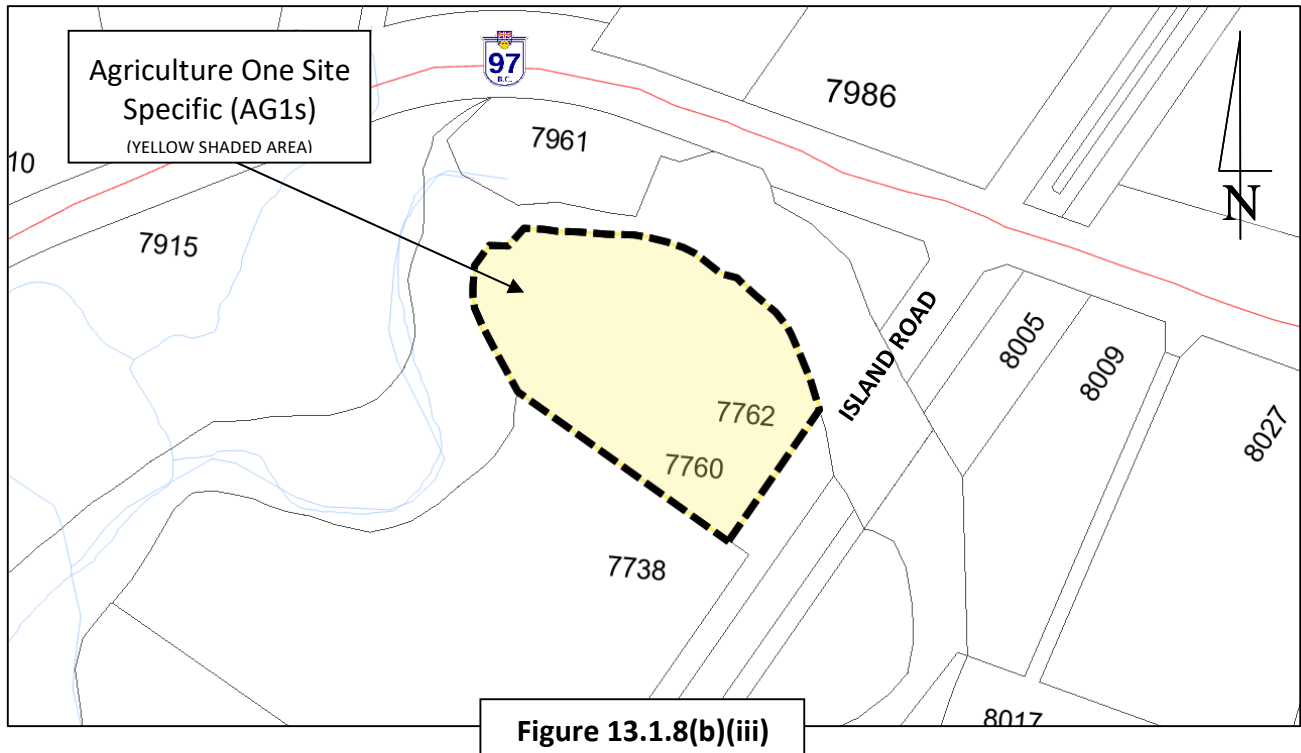 Agriculture One Site
Specific (AG1s)
(YELLOW SHADED AREA)
97
B.C.
7986
7961
10
N
7915
ISLAND ROAD
8005
8009
8027
7762
7760
7738
8017
Figure 13.1.8(b)(iii)